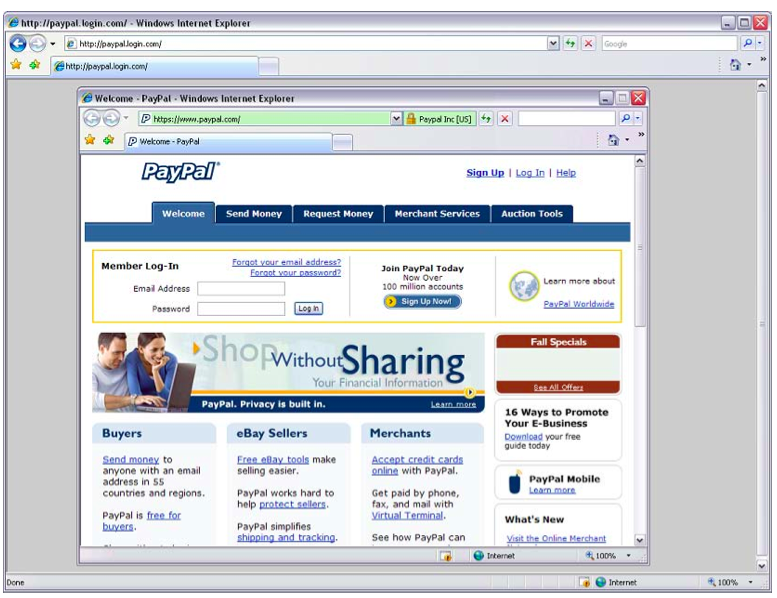 http://paypal.login.com/ - Windows Internet Explorer
http://paypal.login.com/
Google
http://paypal.login.com/
Welcome - PayPal - Windows Internet Explorer
https://www.paypal.com/
Paypal Inc [US]
Welcome - PayPal
PayPal
Sign Up | Log In | Help
Welcome
Send Money
Request Money
Merchant Services
Auction Tools
Member Log-In
Forgot your email address?
Forgot your password?
Email Address
Password
Log In
Join PayPal Today
Now Over
100 million accounts
Sign Up Now!
Learn more about
PayPal Worldwide
Shop Without Sharing
Your Financial Information
PayPal. Privacy is built in.
Learn more
Fall Specials
See All Offers
16 Ways to Promote
Your E-Business
Download your free
guide today
PayPal Mobile
Learn more
What's New
Visit the Online Merchant
Buyers
Send money to
anyone with an email
address in 55
countries and regions.
PayPal is free for
buyers.
eBay Sellers
Free eBay tools make
selling easier.
PayPal works hard to
help protect sellers.
PayPal simplifies
shipping and tracking.
Merchants
Accept credit cards
online with PayPal.
Get paid by phone,
fax, and mail with
Virtual Terminal.
See how PayPal can
Internet
100%
Done
Internet
100%